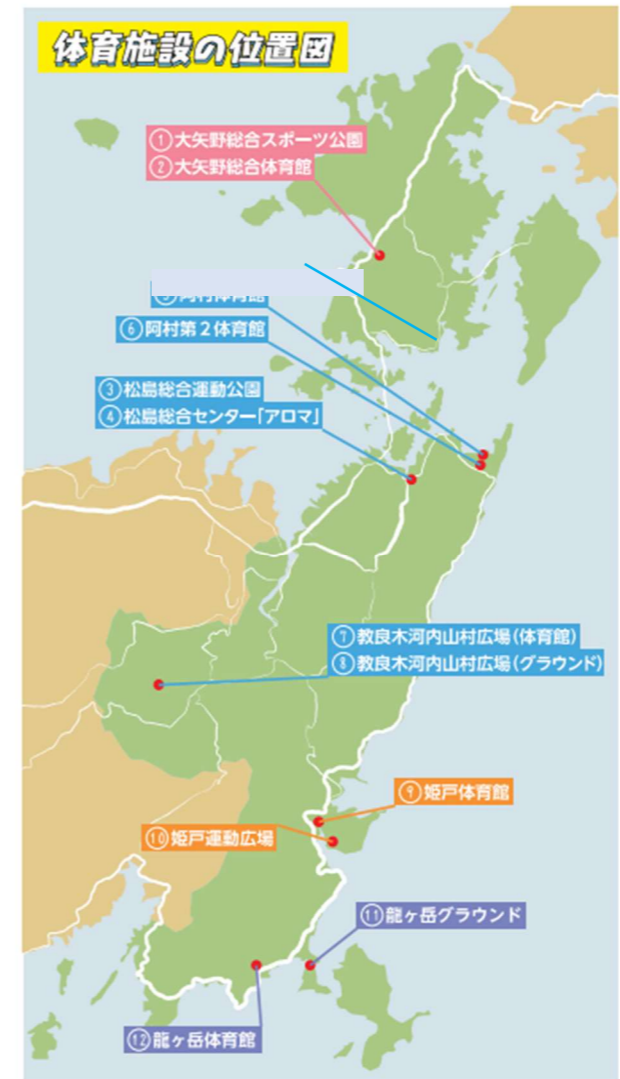 体育施設の位置図
①大矢野総合スポーツ公園
②大矢野総合体育館
⑤阿村体育館
⑥阿村第2体育館
③松島総合運動公園
④松島総合センター「アロマ」
⑦教良木河内山村広場(体育館)
⑧教良木河内山村広場(グラウンド)
⑨姫戸体育館
⑩姫戸運動広場
⑪龍ヶ岳グラウンド
⑫龍ヶ岳体育館